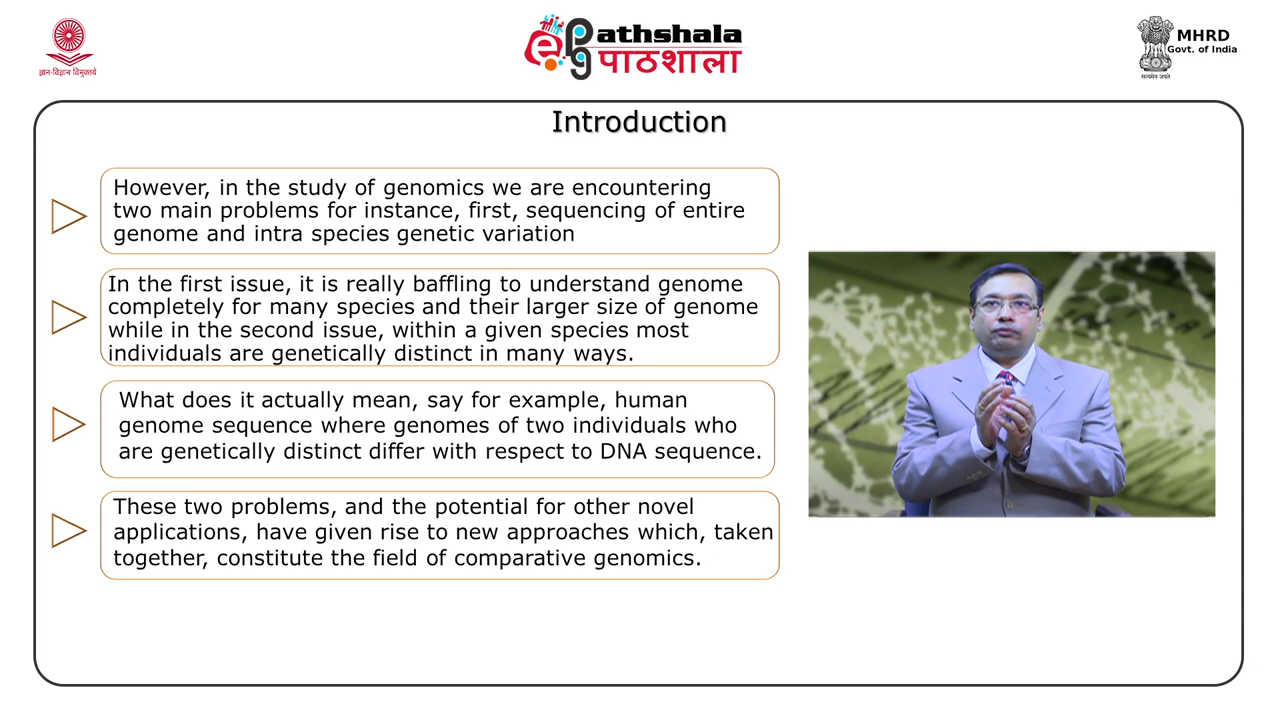 ज्ञान-विज्ञान विमुक्तये
e pg athshala
पाठशाला
MHRD
Govt. of India
सत्यमेव जयते
Introduction
However, in the study of genomics we are encountering
two main problems for instance, first, sequencing of entire
genome and intra species genetic variation
In the first issue, it is really baffling to understand genome
completely for many species and their larger size of genome
while in the second issue, within a given species most
individuals are genetically distinct in many ways.
What does it actually mean, say for example, human
genome sequence where genomes of two individuals who
are genetically distinct differ with respect to DNA sequence.
These two problems, and the potential for other novel
applications, have given rise to new approaches which, taken
together, constitute the field of comparative genomics.